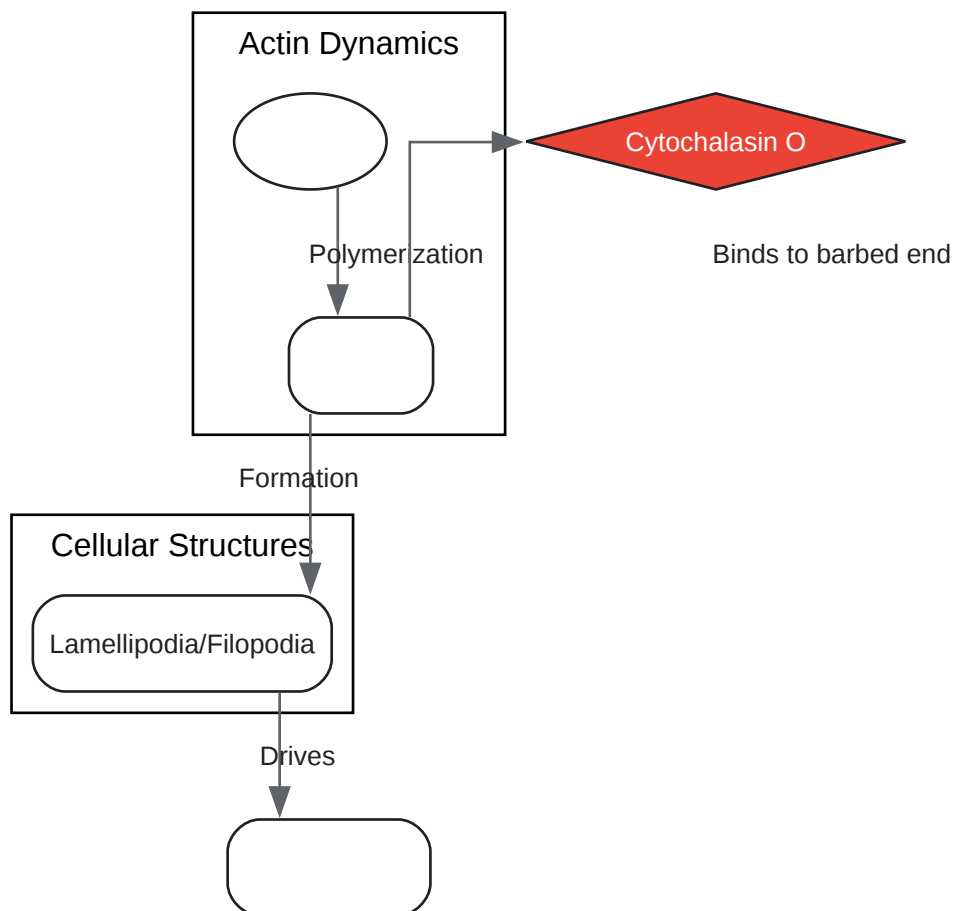 Actin Dynamics
Cytochalasin O
Polymerization
Binds to barbed end
Formation
Cellular Structures
Lamellipodia/Filopodia
Drives